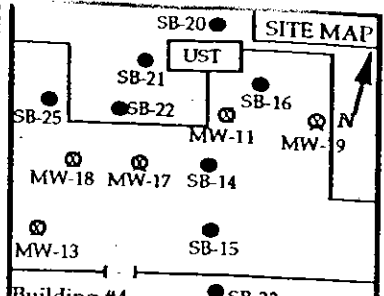 SB-20
SITE MAP
UST
SB-21
SB-16
SB-25
SB-22
MW-11
MW-19
N
MW-18
MW-17
SB-14
MW-13
SB-15
Building #4